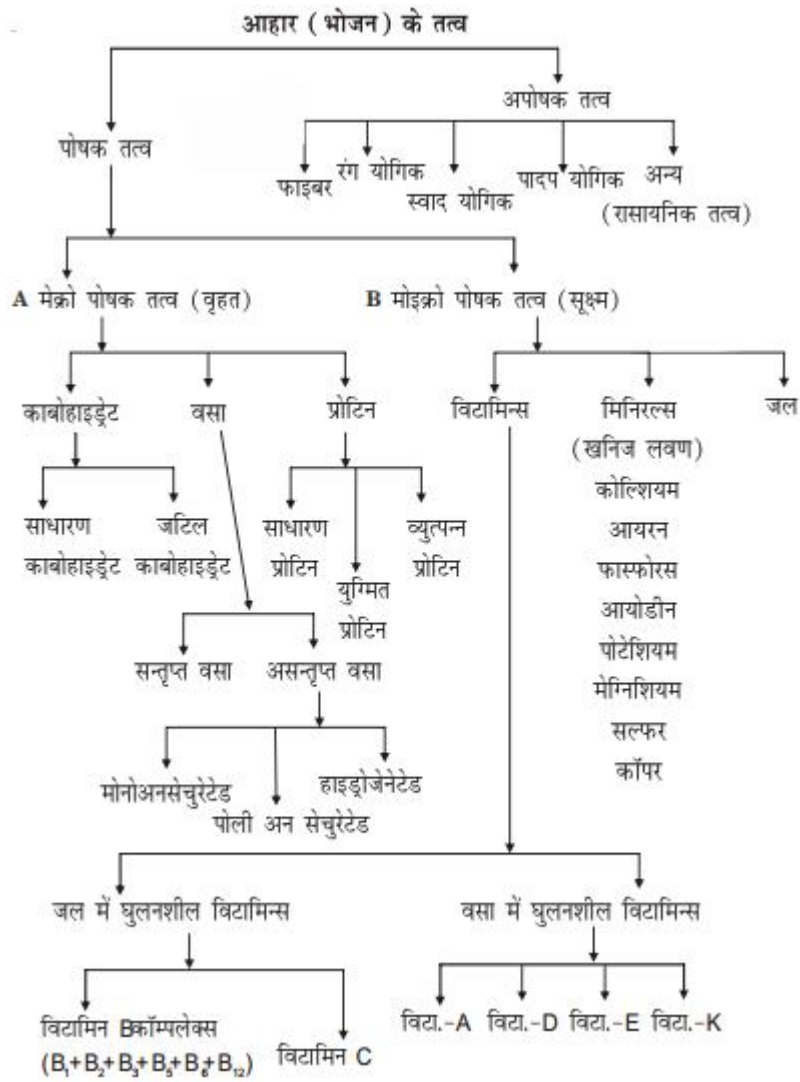 आहार (भोजन) के तत्व
अपोषक तत्व
पोषक तत्व
फाइबर
रंग योगिक
स्वाद योगिक
पादप योगिक
अन्य
(रासायनिक तत्व)
A मेक्रो पोषक तत्व (वृहत)
B मोइक्रो पोषक तत्व (सूक्ष्म)
काबोहाइड्रेट
वसा
प्रोटिन
विटामिन्स
मिनिरल्स
(खनिज लवण)
कोल्शियम
आयरन
फास्फोरस
आयोडीन
पोटेशियम
मेग्निशियम
सल्फर
कॉपर
जल
साधारण
काबोहाइड्रेट
जटिल
काबोहाइड्रेट
साधारण
प्रोटिन
युग्मित
प्रोटिन
व्युत्पन्न
प्रोटिन
सन्तृप्त वसा
असन्तृप्त वसा
मोनोअनसेचुरेटेड
पोली अन सेचुरेटेड
हाइड्रोजेनेटेड
जल में घुलनशील विटामिन्स
वसा में घुलनशील विटामिन्स
विटामिन Bकॉम्पलेक्स
(B₁+B₂+B₃+B₅+B₆+B₁₂)
विटामिन C
विटा.-A
विटा.-D
विटा.-E
विटा.-K